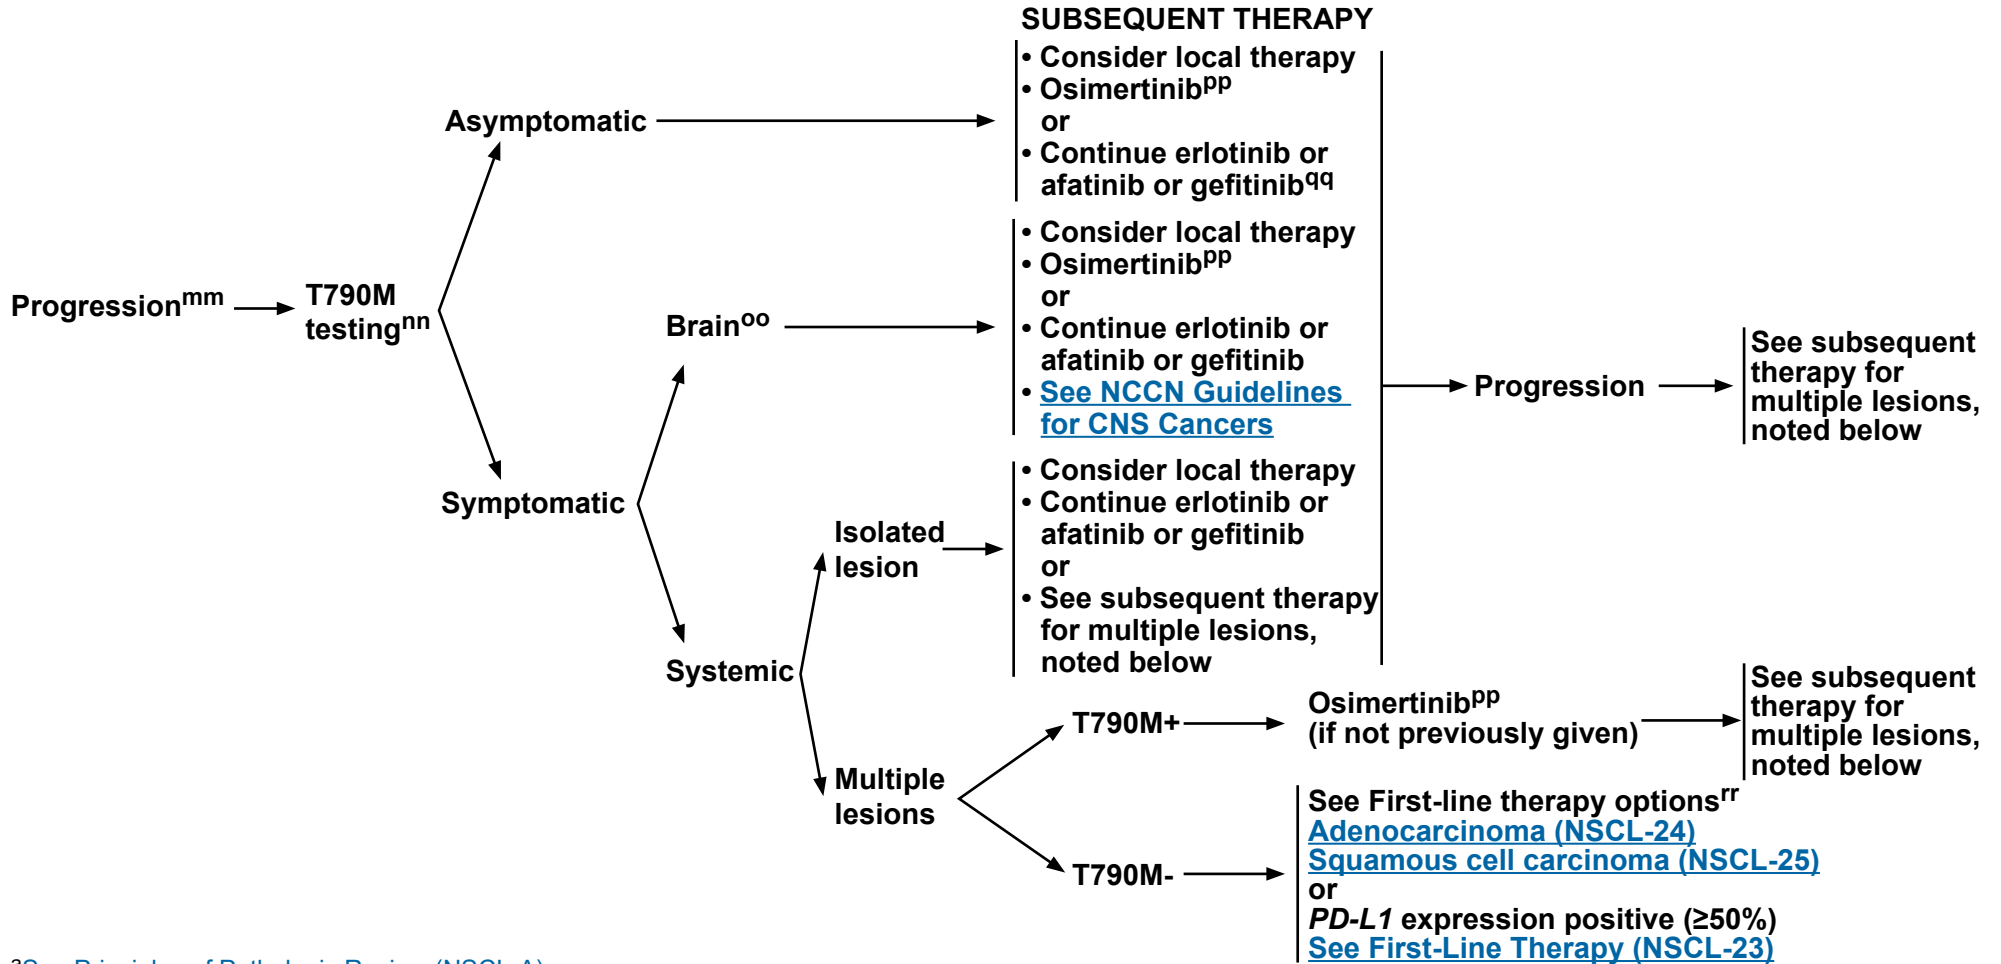 SUBSEQUENT THERAPY
• Consider local therapy
• Osimertinibpp
or
• Continue erlotinib or
afatinib or gefitinibqq
Asymptomatic
Progressionmm
T790M
testingnn
Brainoo
• Consider local therapy
• Osimertinibpp
or
• Continue erlotinib or
afatinib or gefitinib
• See NCCN Guidelines
for CNS Cancers
Progression
See subsequent
therapy for
multiple lesions,
noted below
Symptomatic
Isolated
lesion
• Consider local therapy
• Continue erlotinib or
afatinib or gefitinib
or
• See subsequent therapy
for multiple lesions,
noted below
Systemic
Multiple
lesions
T790M+
Osimertinibpp
(if not previously given)
See subsequent
therapy for
multiple lesions,
noted below
T790M-
See First-line therapy optionsrr
Adenocarcinoma (NSCL-24)
Squamous cell carcinoma (NSCL-25)
or
PD-L1 expression positive (≥50%)
See First-Line Therapy (NSCL-23)